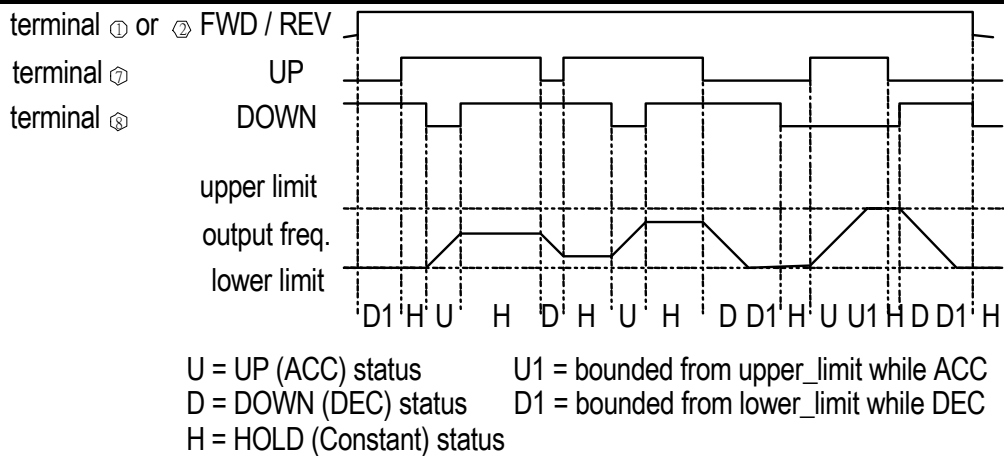 terminal ① or ② FWD / REV
terminal ⑦ UP
terminal ⑧ DOWN
upper limit
output freq.
lower limit
D1 H U H D H U H D D1 H U U1 H D D1 H
U = UP (ACC) status U1 = bounded from upper_limit while ACC
D = DOWN (DEC) status D1 = bounded from lower_limit while DEC
H = HOLD (Constant) status